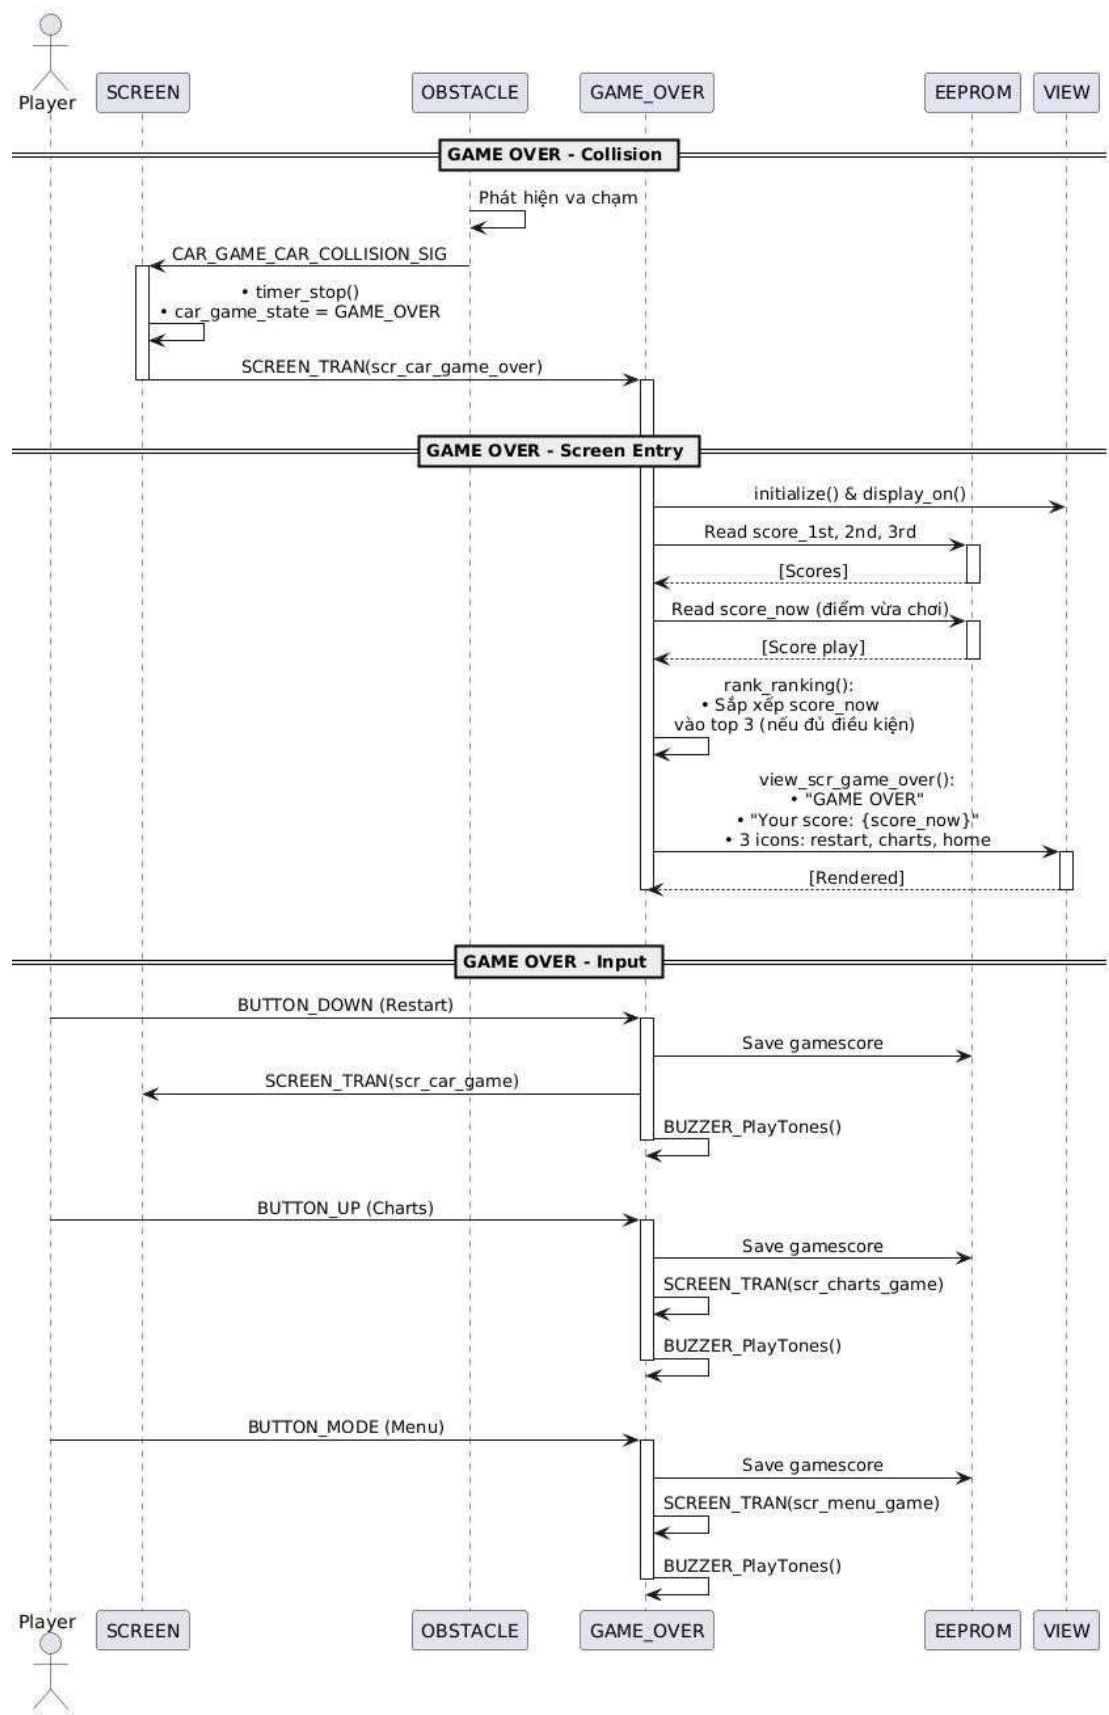 Player
SCREEN
OBSTACLE
GAME_OVER
EEPROM
VIEW
GAME OVER - Collision
Phát hiện va chạm
CAR_GAME_CAR_COLLISION_SIG
• timer_stop()
• car_game_state = GAME_OVER
SCREEN_TRAN(scr_car_game_over)
GAME OVER - Screen Entry
initialize() & display_on()
Read score_1st, 2nd, 3rd
[Scores]
Read score_now (điểm vừa chơi)
[Score play]
rank_ranking():
• Sắp xếp score_now
vào top 3 (nếu đủ điều kiện)
view_scr_game_over():
• "GAME OVER"
• "Your score: {score_now}"
• 3 icons: restart, charts, home
[Rendered]
GAME OVER - Input
BUTTON_DOWN (Restart)
Save gamescore
SCREEN_TRAN(scr_car_game)
BUZZER_PlayTones()
BUTTON_UP (Charts)
Save gamescore
SCREEN_TRAN(scr_charts_game)
BUZZER_PlayTones()
BUTTON_MODE (Menu)
Save gamescore
SCREEN_TRAN(scr_menu_game)
BUZZER_PlayTones()
Player
SCREEN
OBSTACLE
GAME_OVER
EEPROM
VIEW